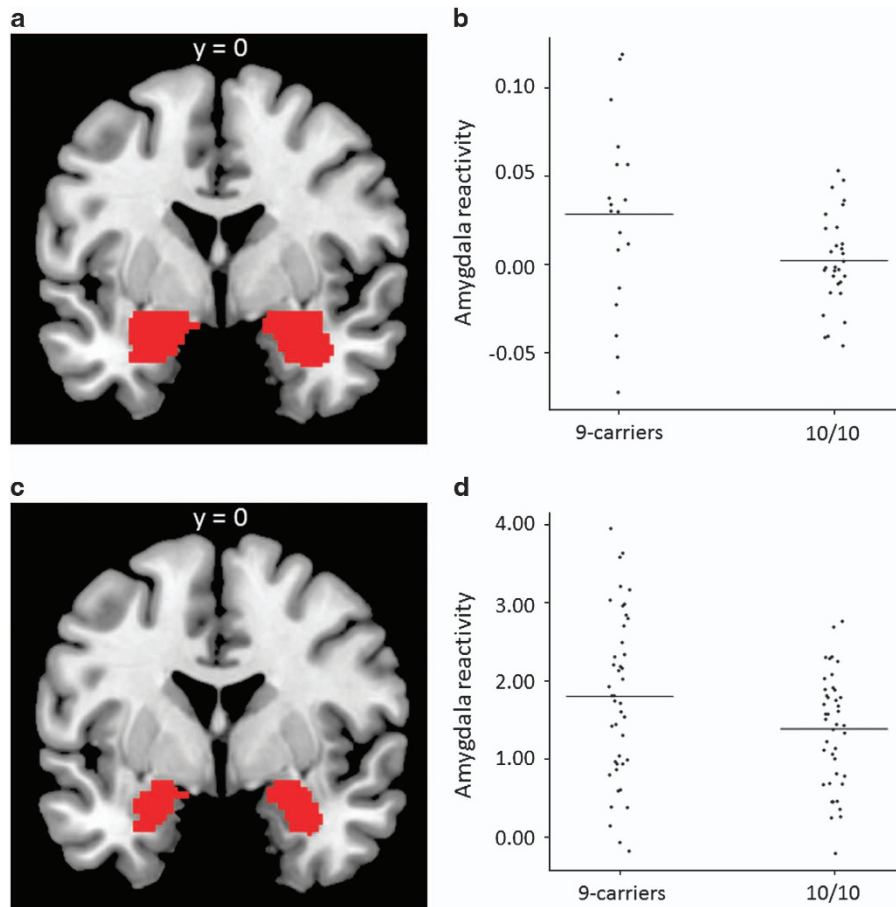 a
y = 0
b
Amygdala reactivity
0.10
0.05
0.00
-0.05
9-carriers
10/10
c
y = 0
d
Amygdala reactivity
4.00
3.00
2.00
1.00
0.00
9-carriers
10/10